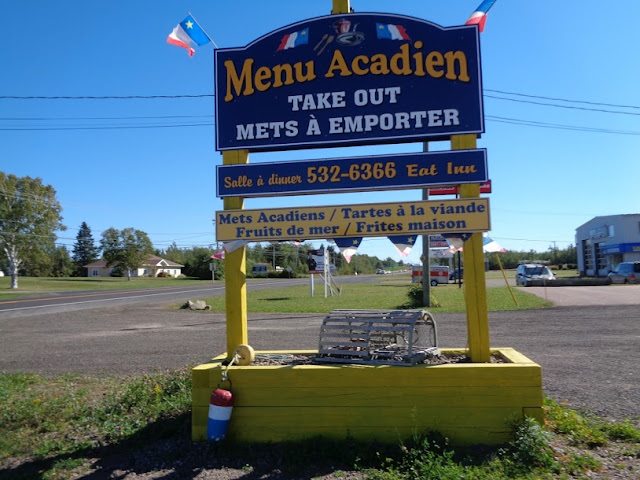 Menu Acadien
TAKE OUT
METS À EMPORTER
Salle à dinner 532-6366 Eat Inn
Mets Acadiens / Tartes à la viande
Fruits de mer / Frites maison